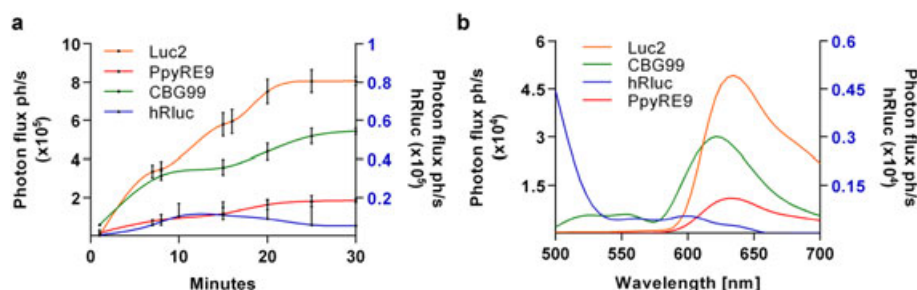 a
Photon flux ph/s
(x10⁵)
10
8
6
4
2
0
10
20
30
Minutes
Luc2
PpyRE9
CBG99
hRluc
1
0.8
0.6
0.4
0.2
Photon flux ph/s
hRluc (x10⁵)
b
Photon flux ph/s
(x10⁴)
6
4.5
3
1.5
500
550
600
650
700
Wavelength [nm]
Luc2
CBG99
hRluc
PpyRE9
0.6
0.45
0.3
0.15
Photon flux ph/s
hRluc (x10⁴)